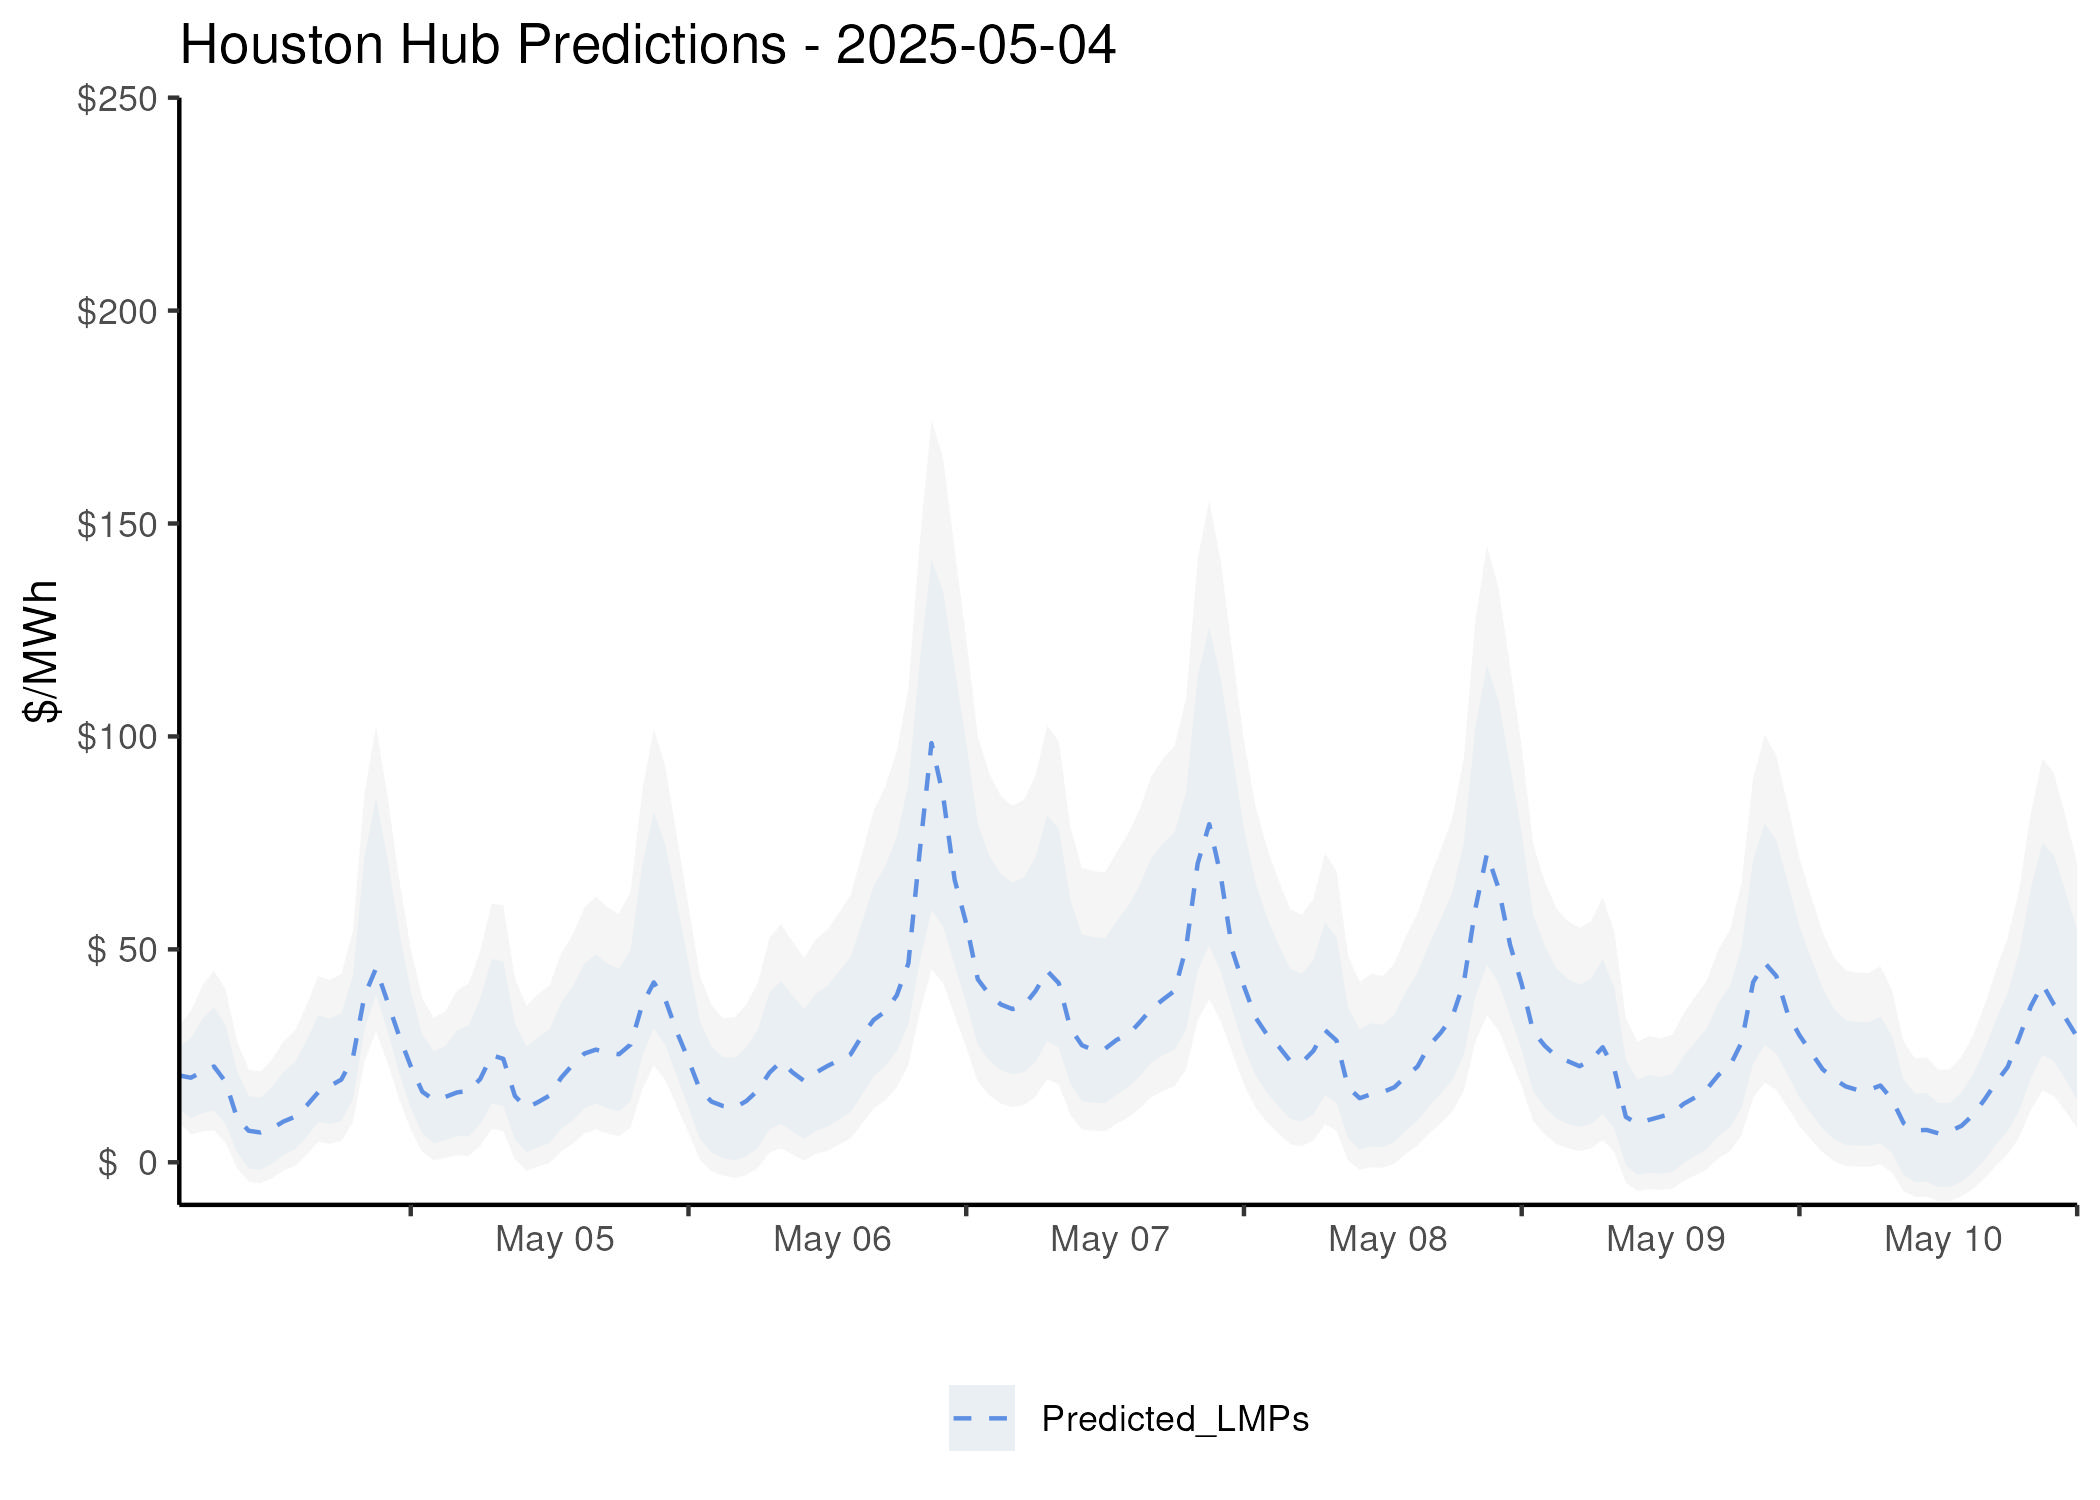 Houston Hub Predictions - 2025-05-04
$250
$200
$150
$100
$ 50
$  0
$/MWh
May 05
May 06
May 07
May 08
May 09
May 10
Predicted_LMPs